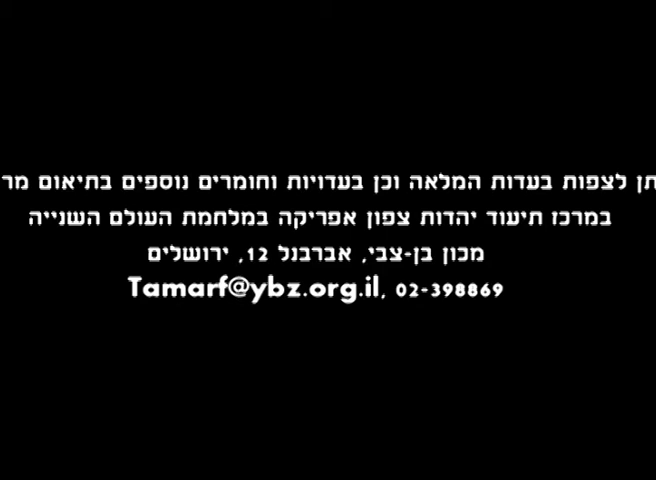 תן לצפות בעדות המלאה וכן בעדויות וחומרים נוספים בתיאום מר
במרכז תיעוד יהדות צפון אפריקה במלחמת העולם השנייה
מכון בן-צבי, אברבנל 12, ירושלים
Tamarf@ybz.org.il, 02-398869